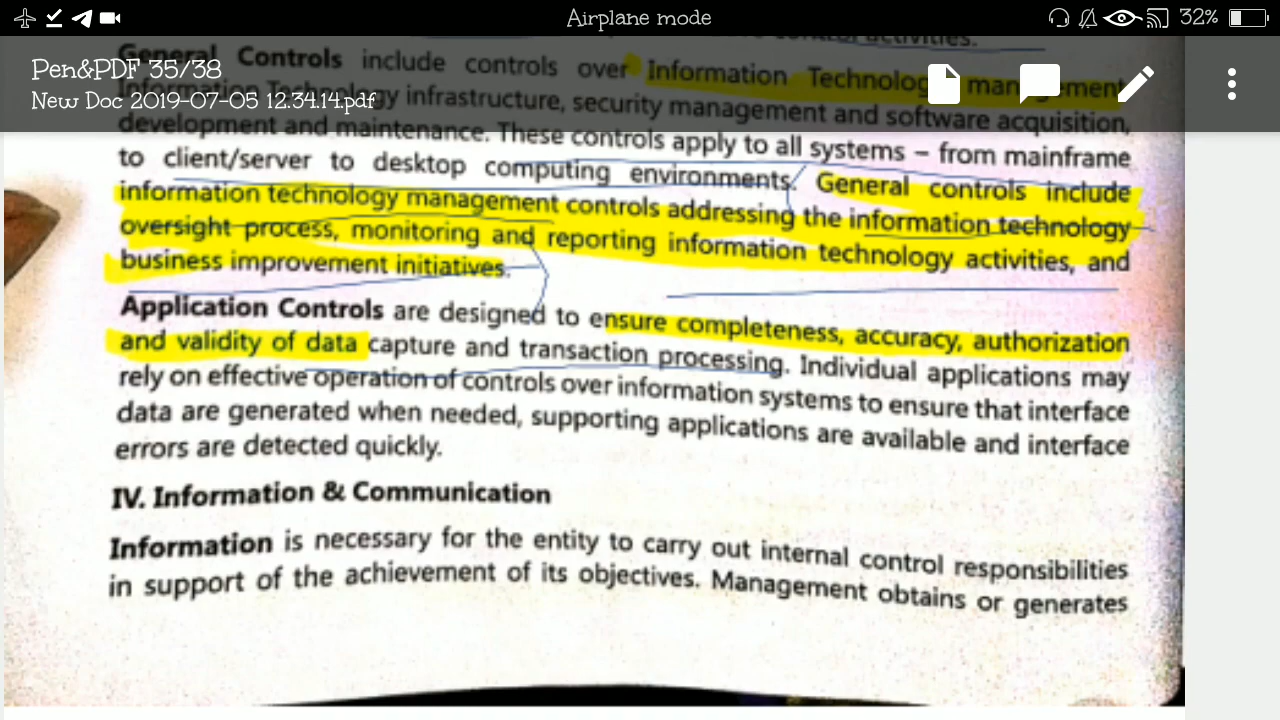 Airplane mode
32%
Pen&PDF 35/38
New Doc 2019-07-05 12.34.14.pdf
control activities.
General Controls include controls over Information Technology management
Information Technology infrastructure, security management and software acquisition,
development and maintenance. These controls apply to all systems – from mainframe
to client/server to desktop computing environments. General controls include
information technology management controls addressing the information technology
oversight process, monitoring and reporting information technology activities, and
business improvement initiatives.
Application Controls are designed to ensure completeness, accuracy, authorization
and validity of data capture and transaction processing. Individual applications may
rely on effective operation of controls over information systems to ensure that interface
data are generated when needed, supporting applications are available and interface
errors are detected quickly.
IV. Information & Communication
Information is necessary for the entity to carry out internal control responsibilities
in support of the achievement of its objectives. Management obtains or generates